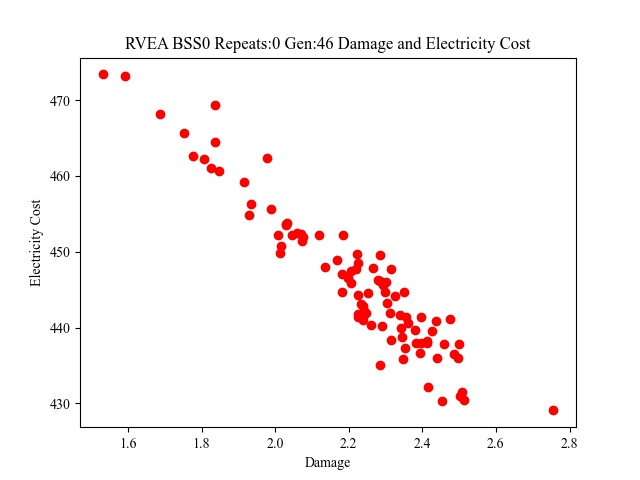 RVEA BSS0 Repeats:0 Gen:46 Damage and Electricity Cost
470
460
450
440
430
Electricity Cost
1.6 1.8 2.0 2.2 2.4 2.6 2.8
Damage